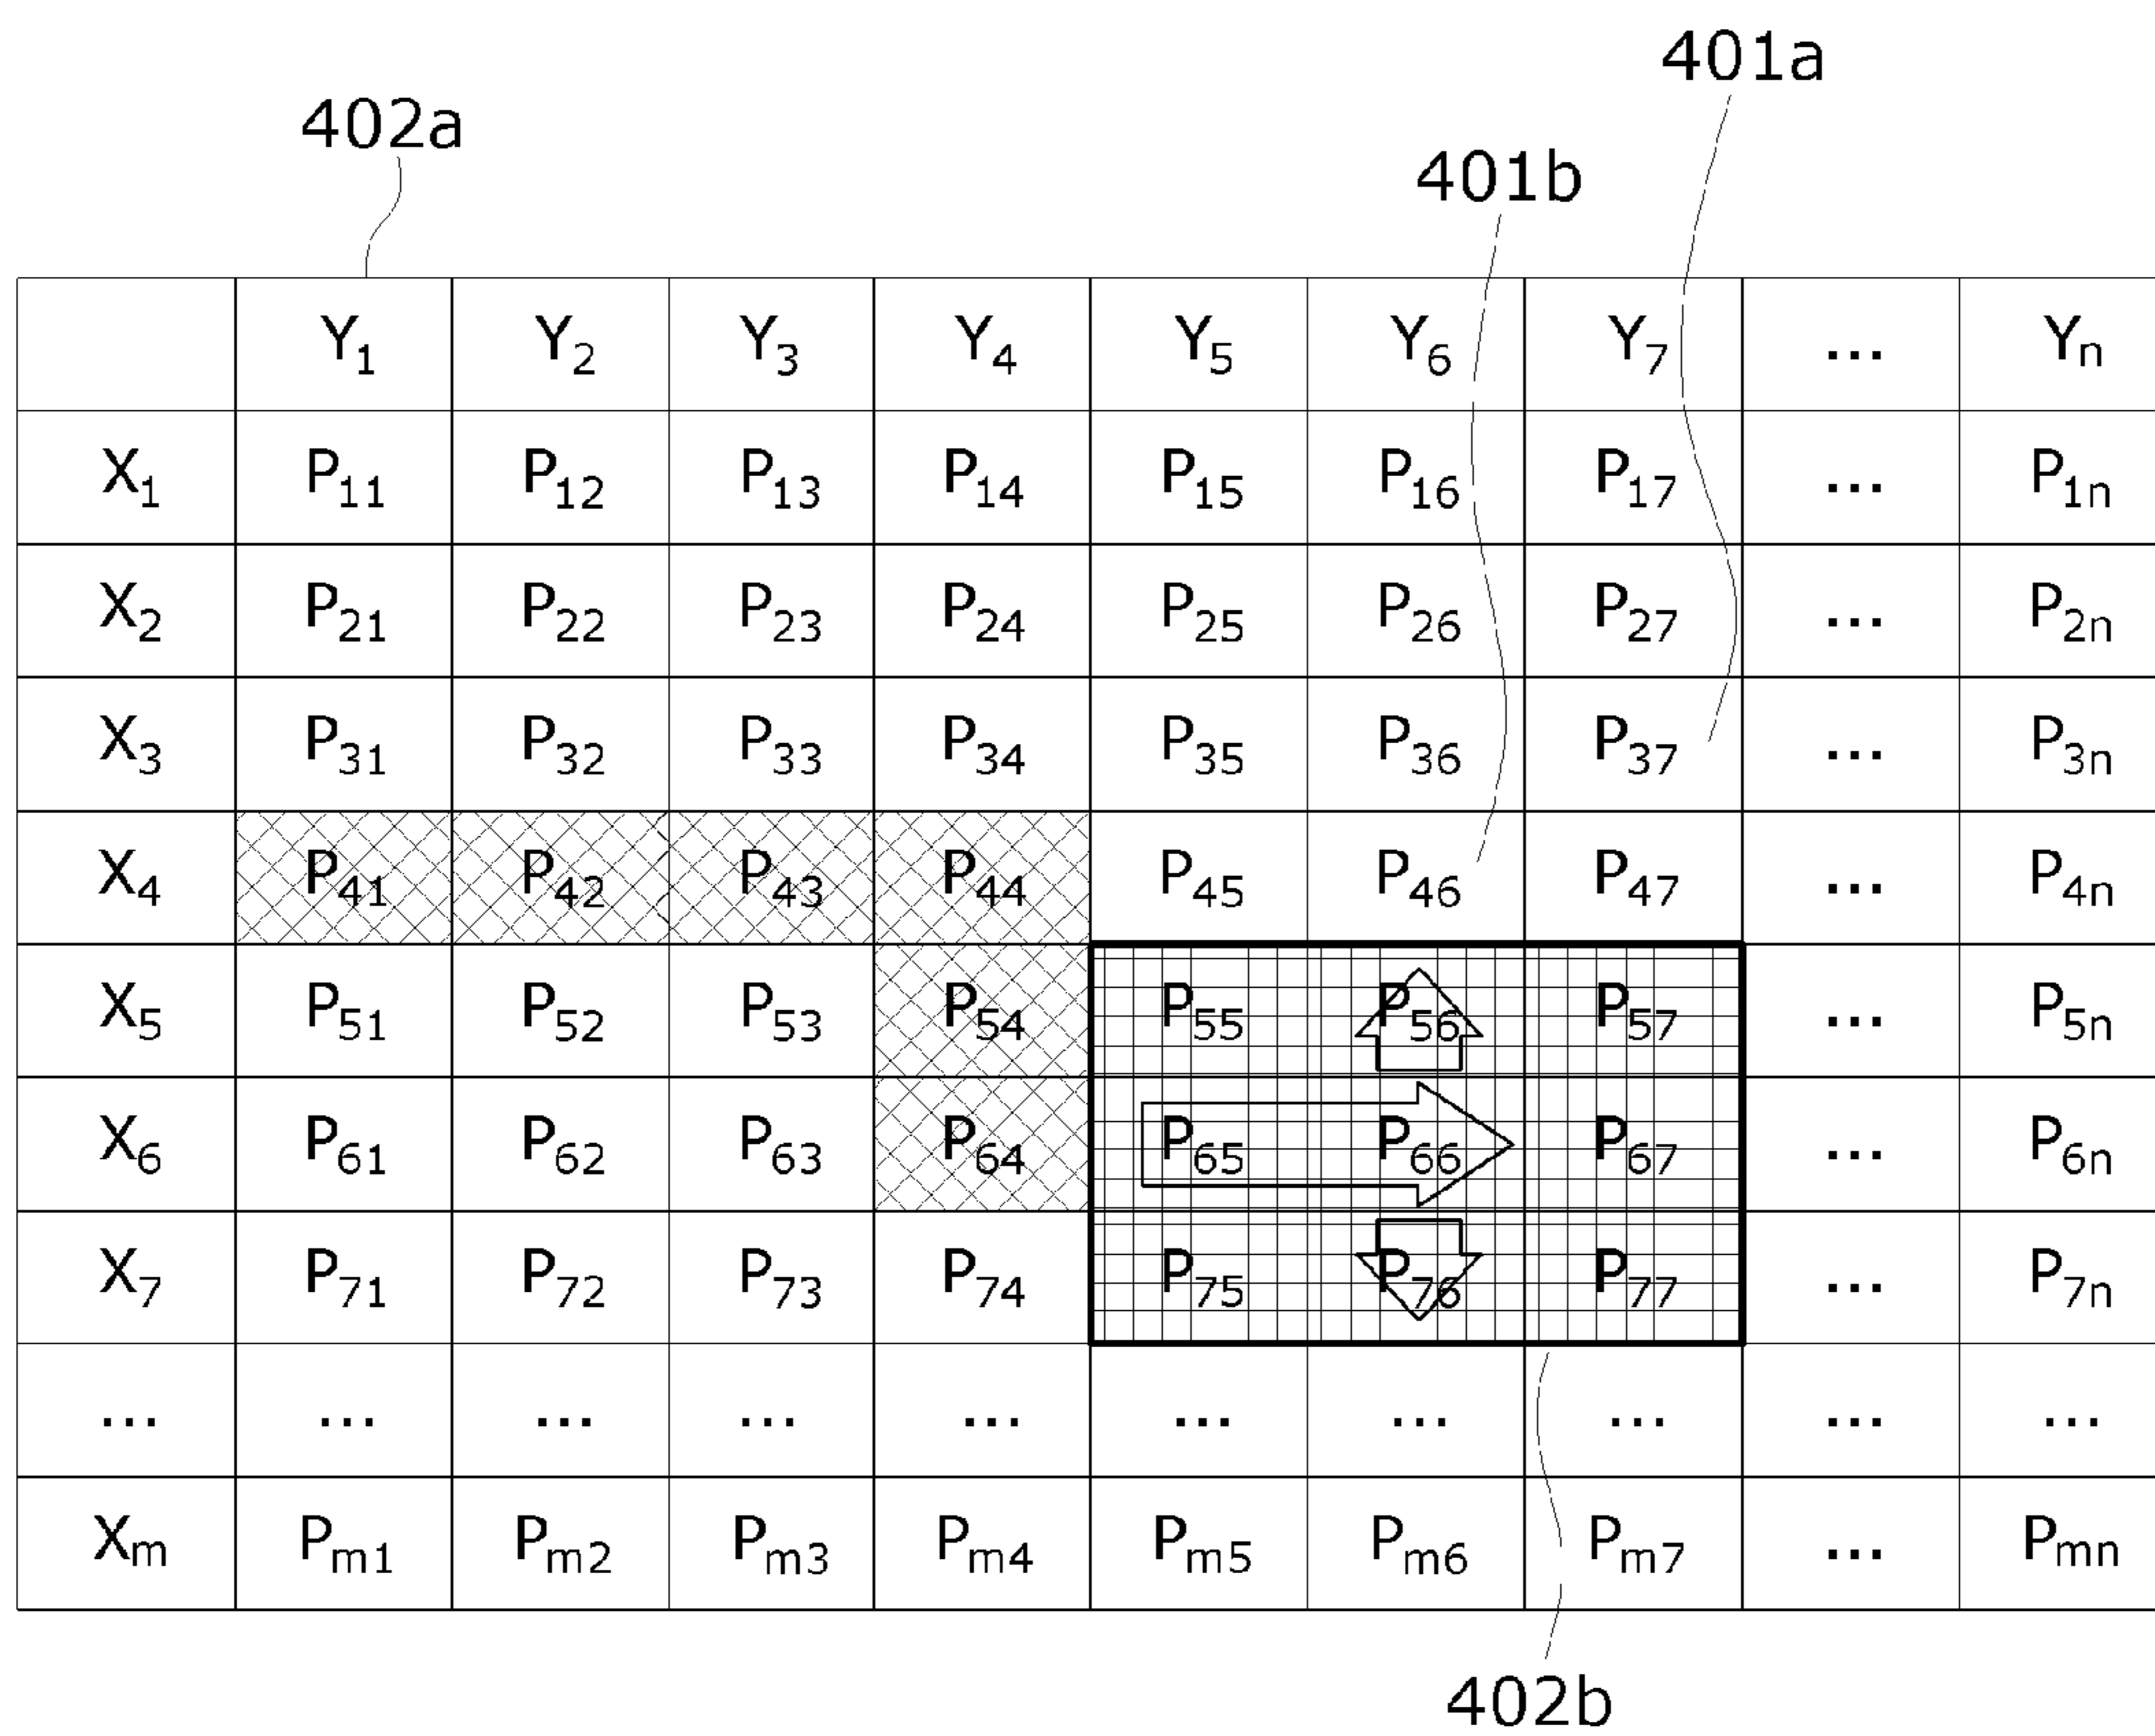 401a
402a
401b
Y₁ Y₂ Y₃ Y₄ Y₅ Y₆ Y₇ ... Yₙ
X₁ P₁₁ P₁₂ P₁₃ P₁₄ P₁₅ P₁₆ P₁₇ ... P₁ₙ
X₂ P₂₁ P₂₂ P₂₃ P₂₄ P₂₅ P₂₆ P₂₇ ... P₂ₙ
X₃ P₃₁ P₃₂ P₃₃ P₃₄ P₃₅ P₃₆ P₃₇ ... P₃ₙ
X₄ P₄₁ P₄₂ P₄₃ P₄₄ P₄₅ P₄₆ P₄₇ ... P₄ₙ
X₅ P₅₁ P₅₂ P₅₃ P₅₄ P₅₅ P₅₆ P₅₇ ... P₅ₙ
X₆ P₆₁ P₆₂ P₆₃ P₆₄ P₆₅ P₆₆ P₆₇ ... P₆ₙ
X₇ P₇₁ P₇₂ P₇₃ P₇₄ P₇₅ P₇₆ P₇₇ ... P₇ₙ
... ... ... ... ... ... ... ... ... ...
Xₘ Pₘ₁ Pₘ₂ Pₘ₃ Pₘ₄ Pₘ₅ Pₘ₆ Pₘ₇ ... Pₘₙ
402b